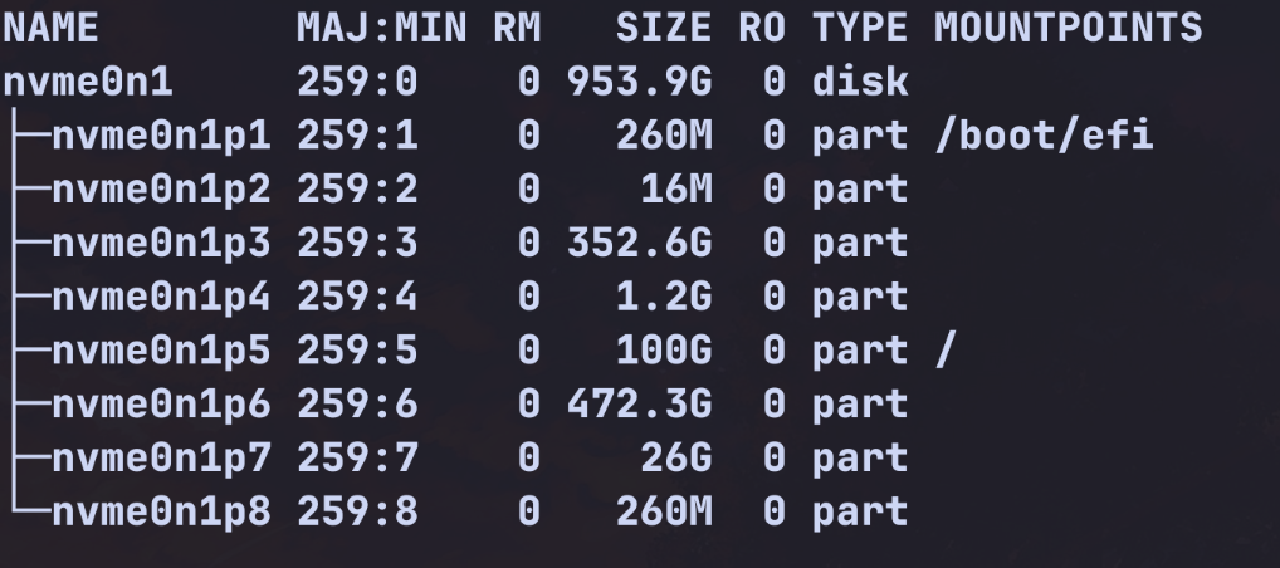 NAME        MAJ:MIN RM   SIZE RO TYPE MOUNTPOINTS
nvme0n1     259:0    0 953.9G  0 disk
├─nvme0n1p1 259:1    0   260M  0 part /boot/efi
├─nvme0n1p2 259:2    0    16M  0 part
├─nvme0n1p3 259:3    0 352.6G  0 part
├─nvme0n1p4 259:4    0   1.2G  0 part
├─nvme0n1p5 259:5    0   100G  0 part /
├─nvme0n1p6 259:6    0 472.3G  0 part
├─nvme0n1p7 259:7    0    26G  0 part
└─nvme0n1p8 259:8    0   260M  0 part